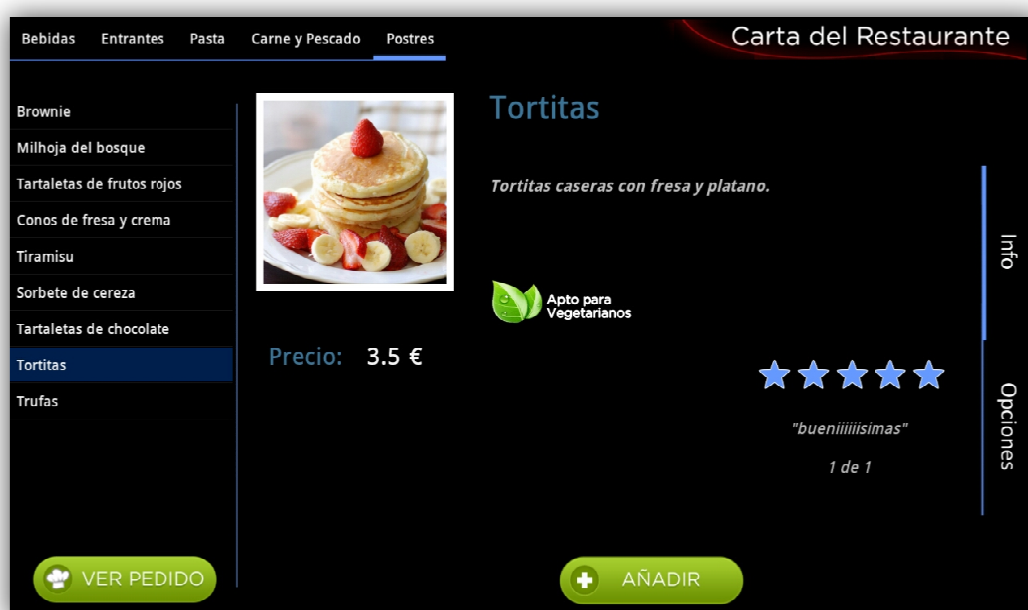 Bebidas Entrantes Pasta Carne y Pescado Postres
Carta del Restaurante
Brownie
Milhoja del bosque
Tartaletas de frutos rojos
Conos de fresa y crema
Tiramisu
Sorbete de cereza
Tartaletas de chocolate
Tortitas
Trufas
Precio: 3.5 €
Tortitas
Tortitas caseras con fresa y platano.
Apto para
Vegetarianos
"bueniiiiiisimas"
1 de 1
Info
Opciones
VER PEDIDO
AÑADIR